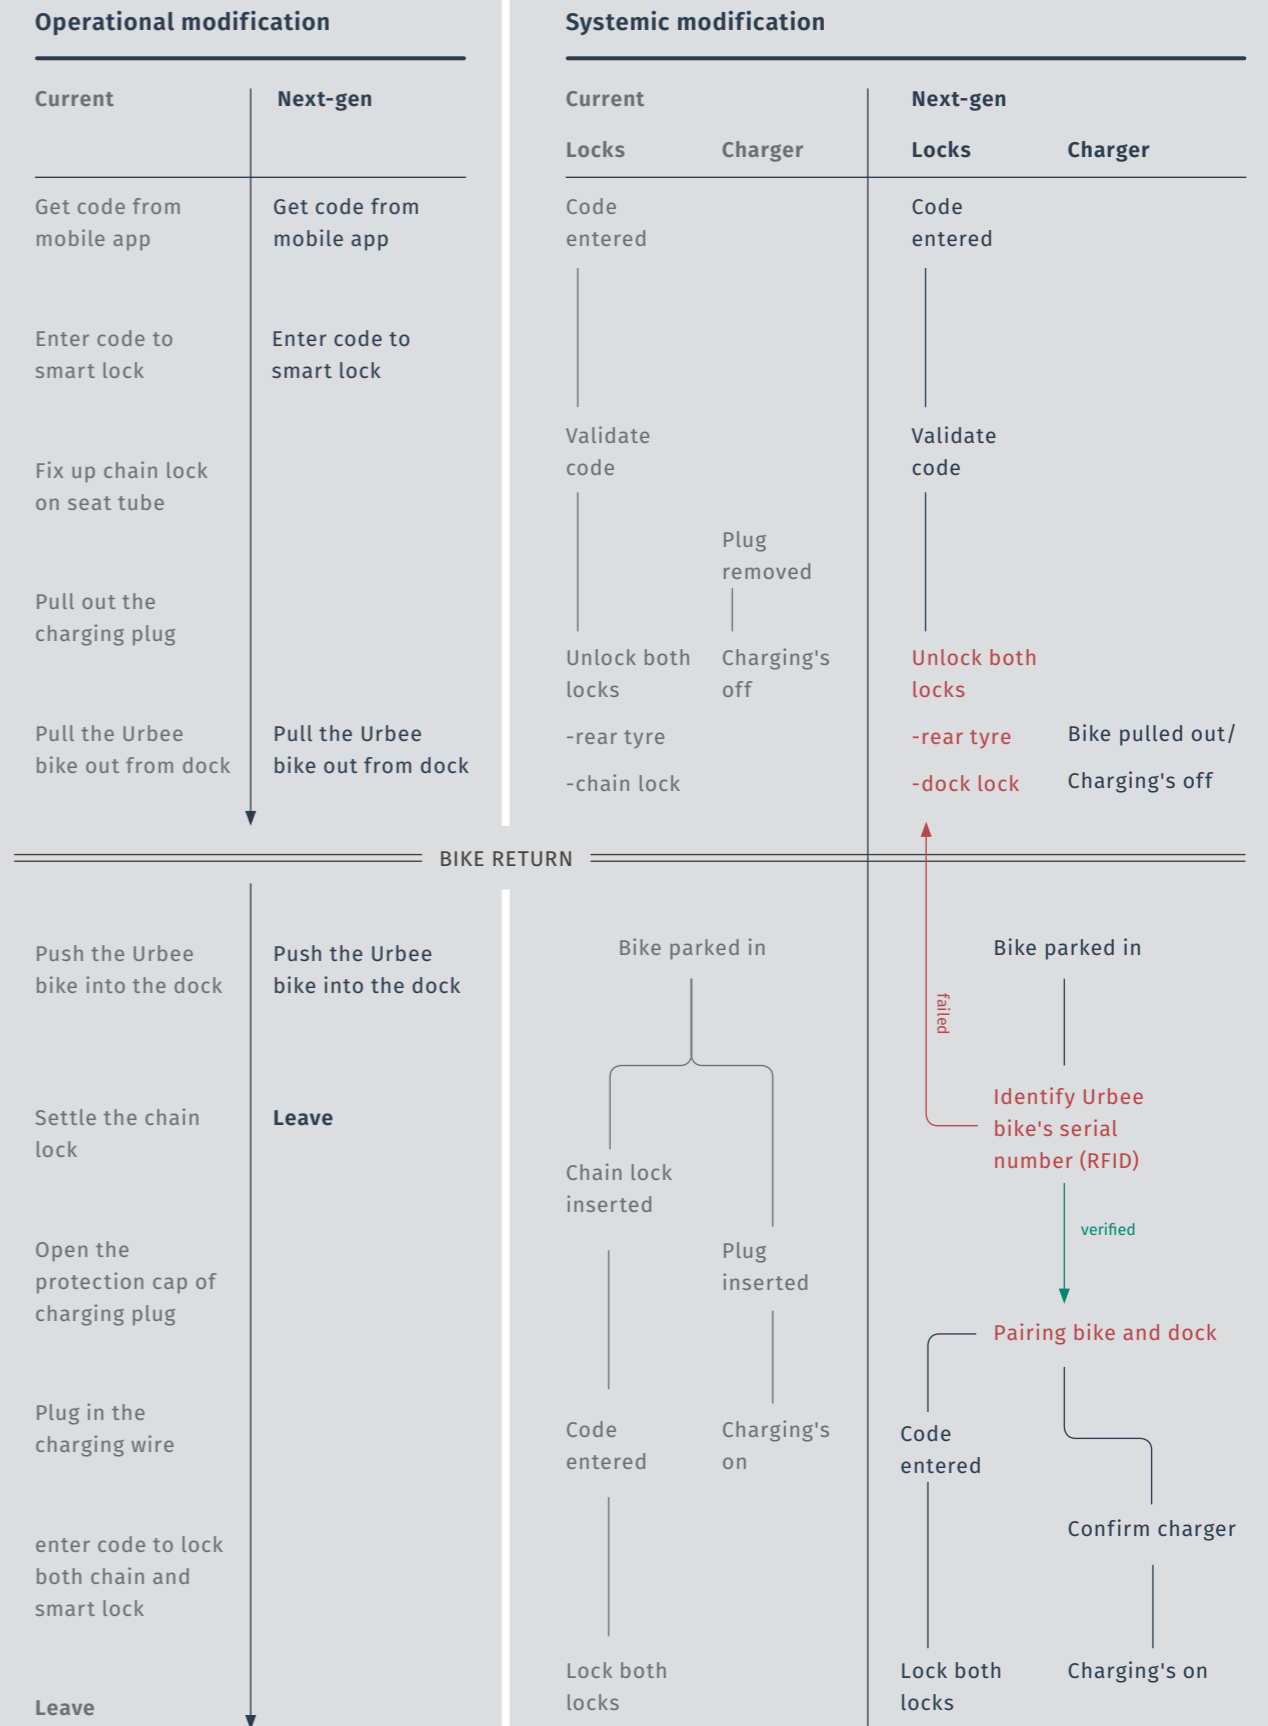 Operational modification
Current
Next-gen
Get code from
mobile app
Get code from
mobile app
Enter code to
smart lock
Enter code to
smart lock
Fix up chain lock
on seat tube
Pull out the
charging plug
Pull the Urbee
bike out from dock
Pull the Urbee
bike out from dock
Systemic modification
Current
Next-gen
Locks
Charger
Locks
Charger
Code
entered
Validate
code
Plug
removed
Unlock both
locks
-rear tyre
-chain lock
Charging's
off
Code
entered
Validate
code
Unlock both
locks
-rear tyre
-dock lock
Bike pulled out/
Charging's off
BIKE RETURN
Push the Urbee
bike into the dock
Push the Urbee
bike into the dock
Settle the chain
lock
Leave
Open the
protection cap of
charging plug
Plug in the
charging wire
enter code to lock
both chain and
smart lock
Leave
Bike parked in
Chain lock
inserted
Plug
inserted
Code
entered
Charging's
on
Lock both
locks
Bike parked in
failed
Identify Urbee
bike's serial
number (RFID)
verified
Pairing bike and dock
Code
entered
Confirm charger
Lock both
locks
Charging's on